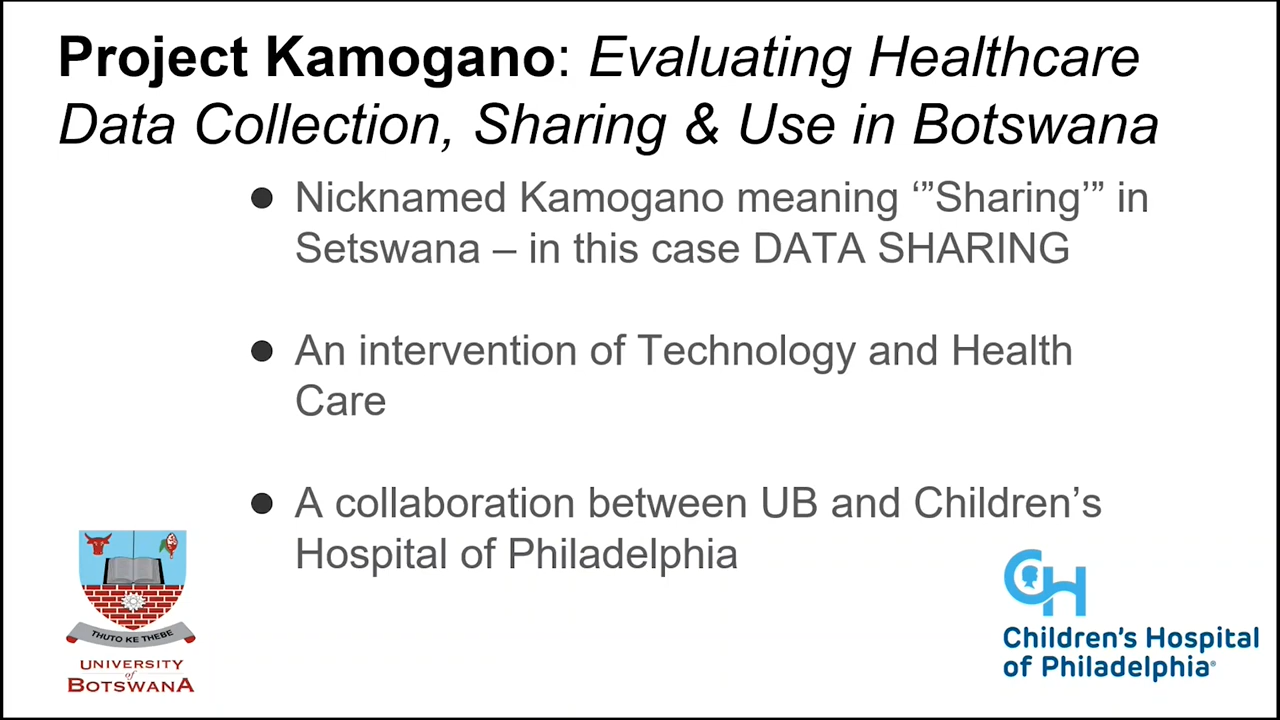 Project Kamogano: Evaluating Healthcare
Data Collection, Sharing & Use in Botswana
● Nicknamed Kamogano meaning ‘”Sharing’” in
Setswana – in this case DATA SHARING
● An intervention of Technology and Health
Care
● A collaboration between UB and Children’s
Hospital of Philadelphia
THUTO KE THEBE
UNIVERSITY
of
BOTSWANA
CH
Children’s Hospital
of Philadelphia®